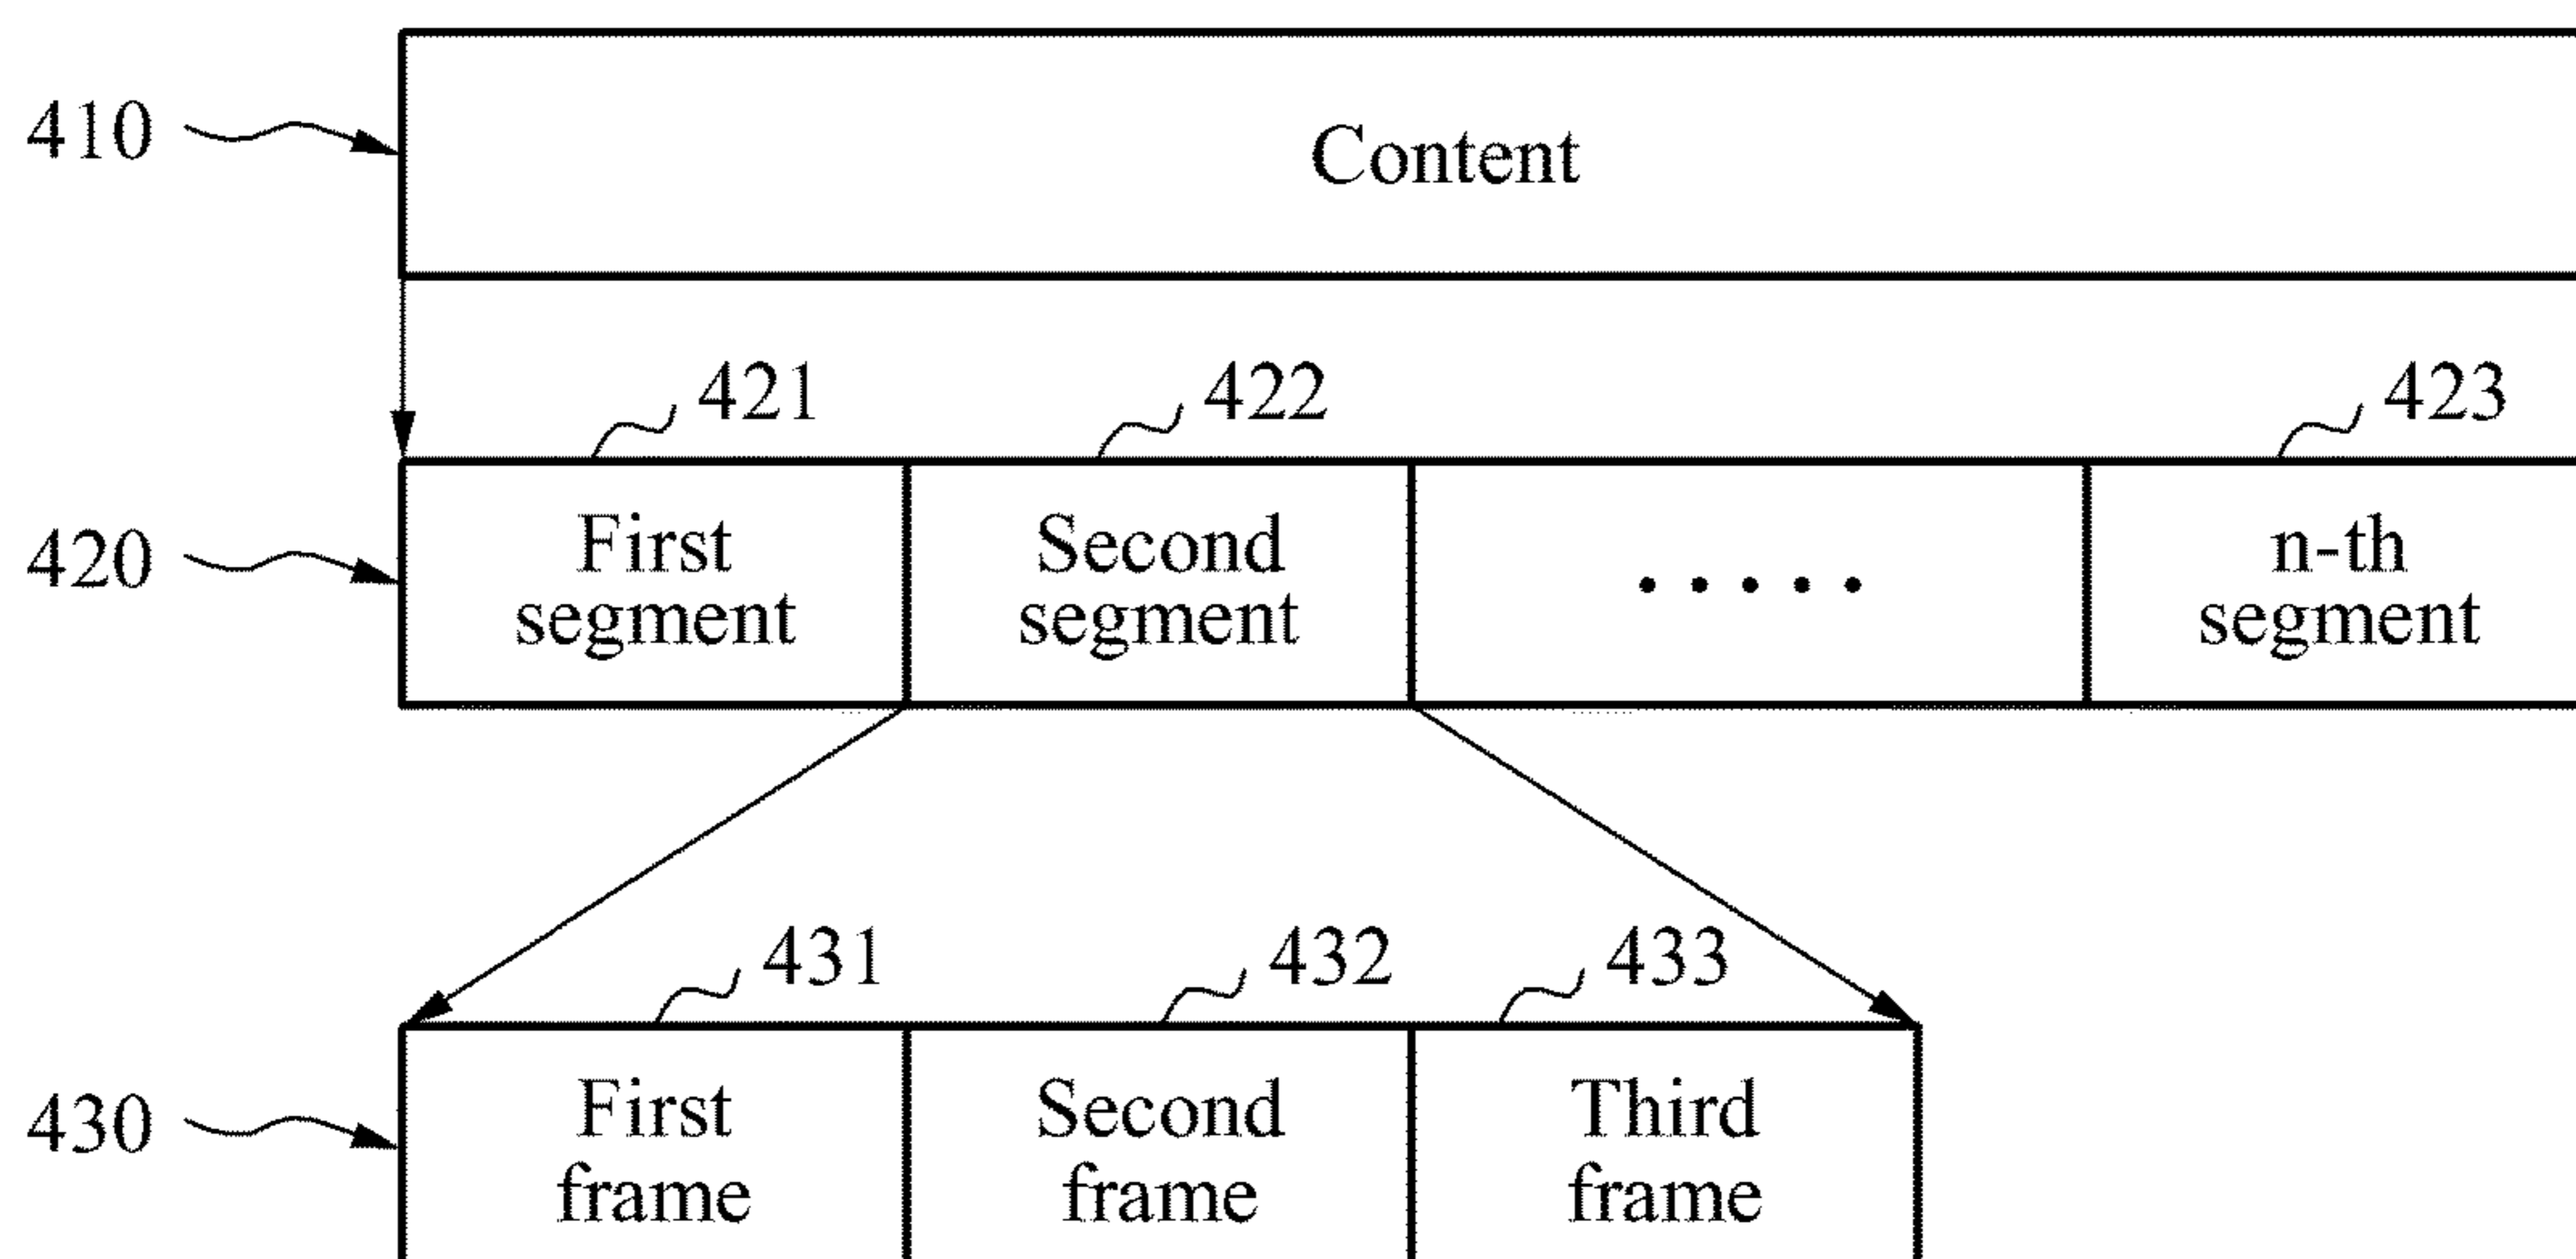 410
Content
421
422
423
420
First
segment
Second
segment
.....
n-th
segment
431
432
433
430
First
frame
Second
frame
Third
frame